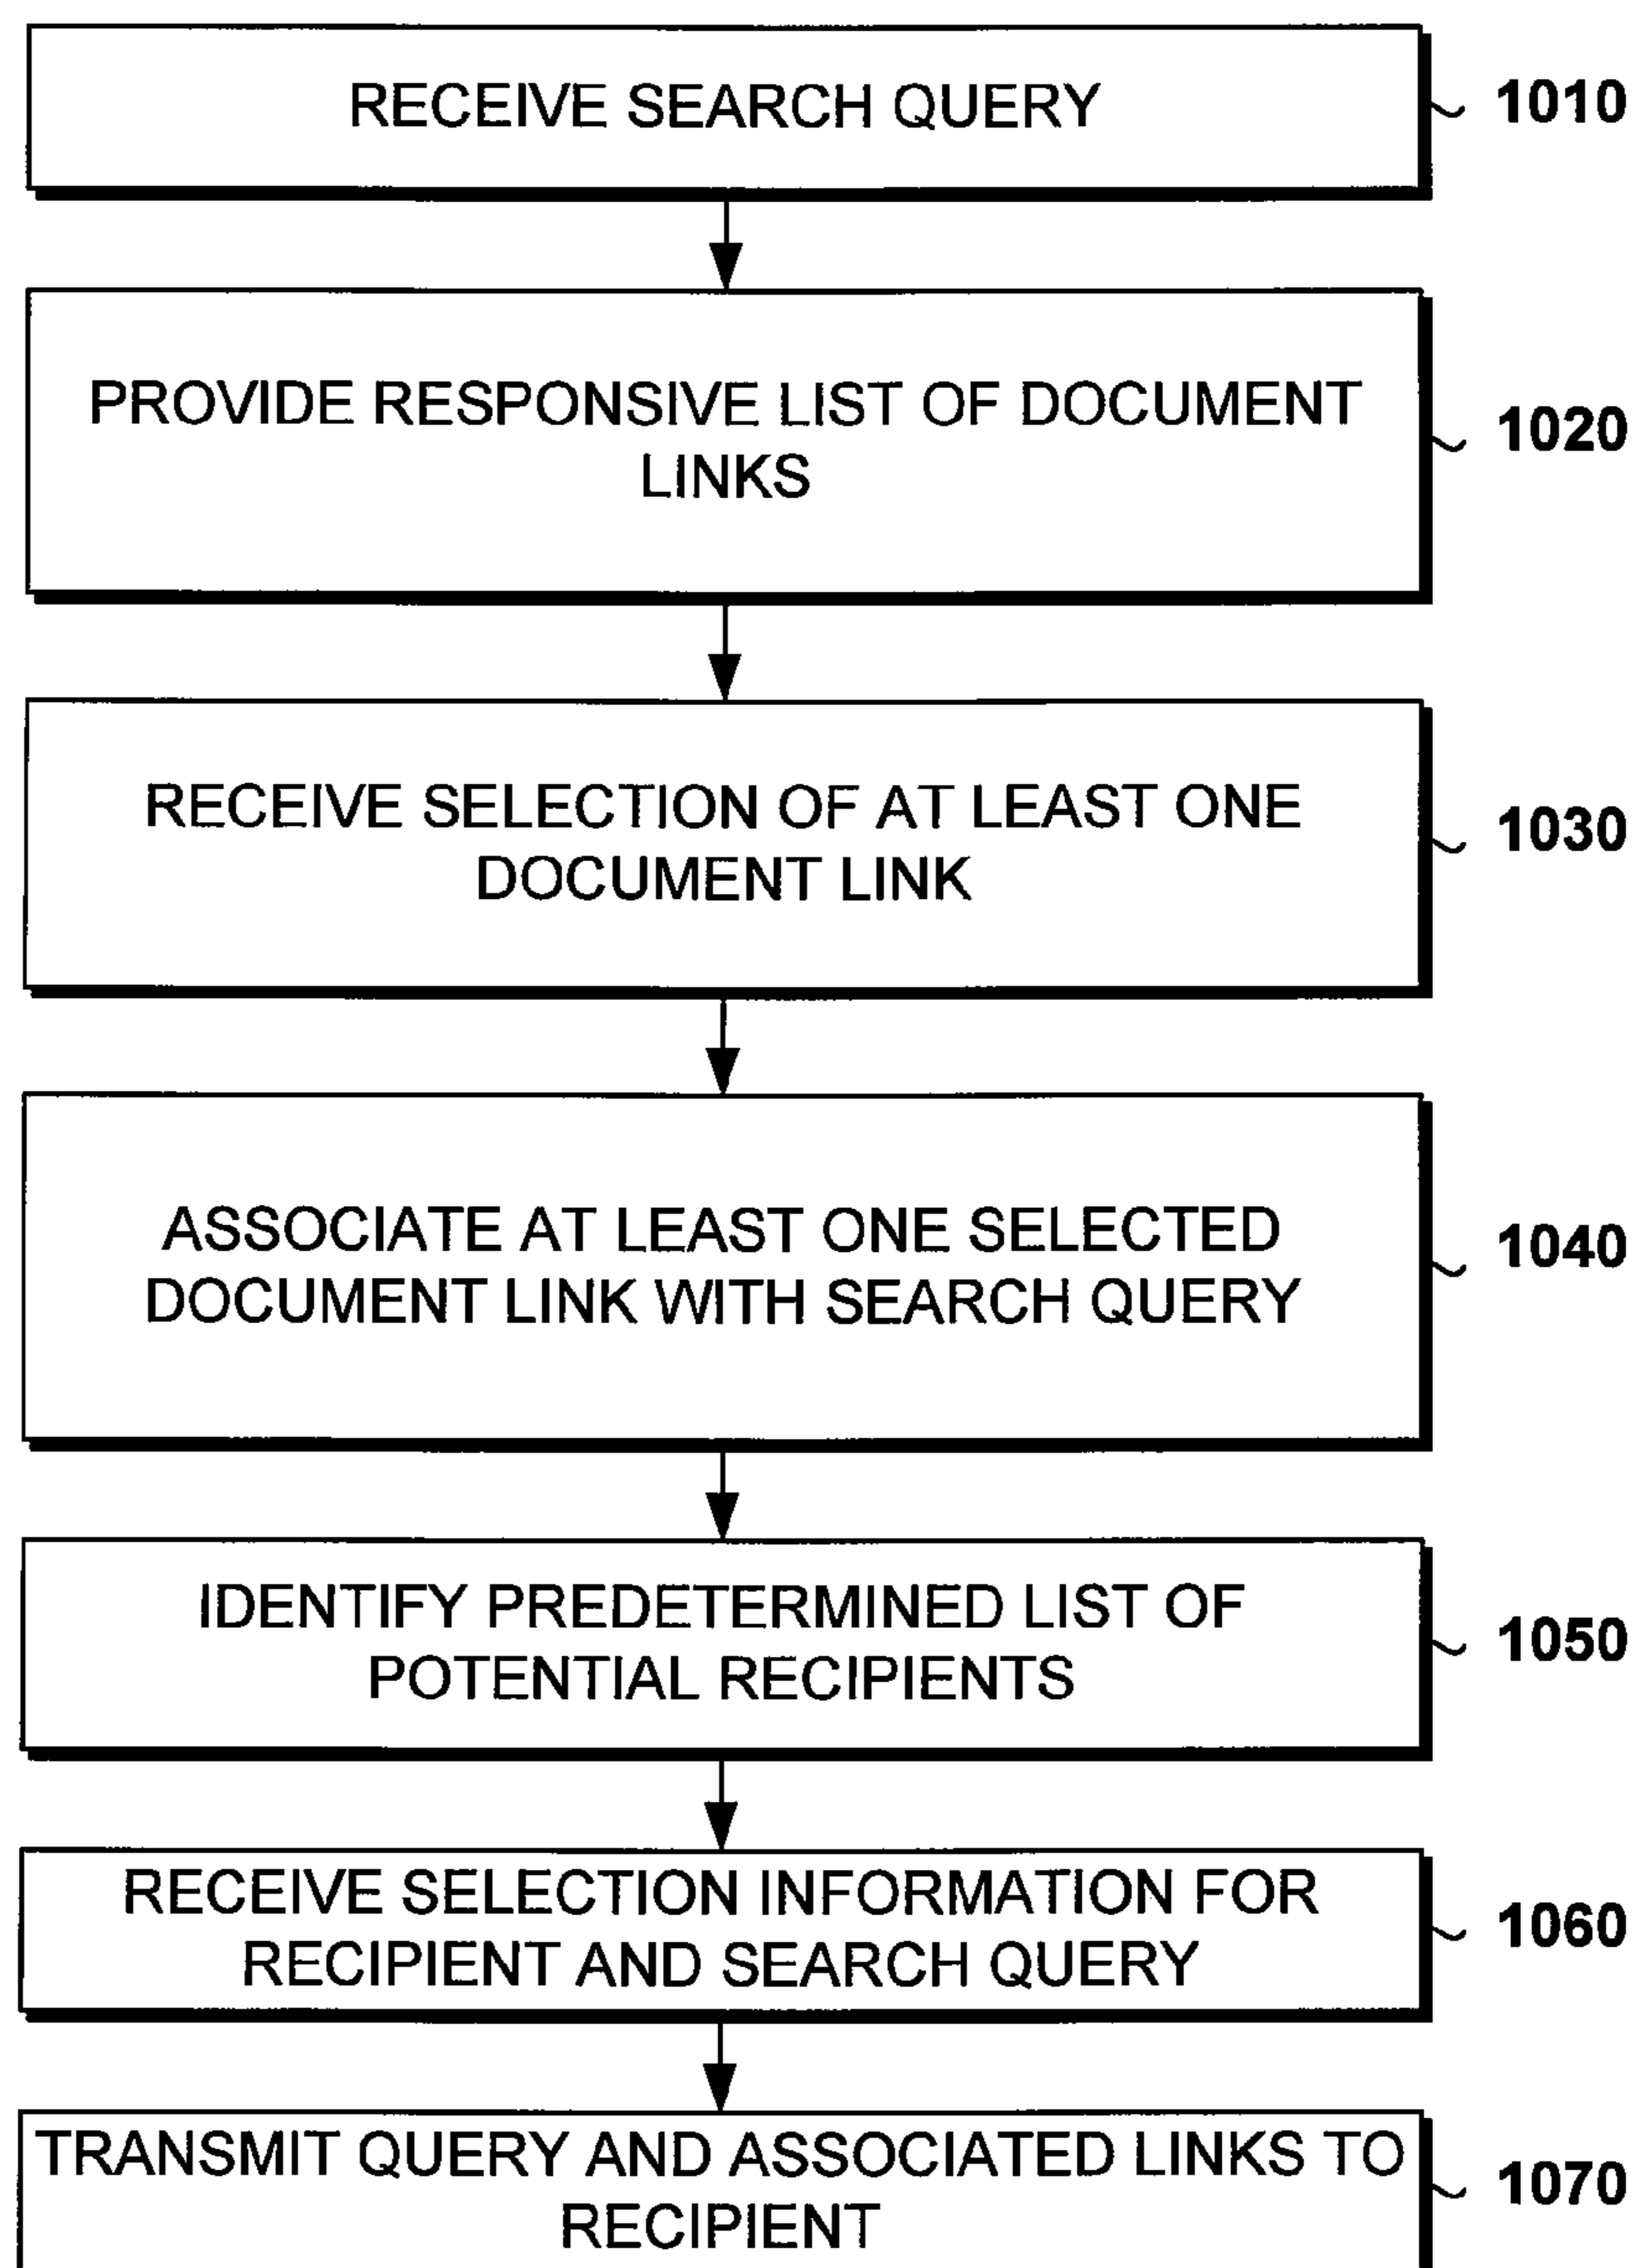 RECEIVE SEARCH QUERY
1010
PROVIDE RESPONSIVE LIST OF DOCUMENT
LINKS
1020
RECEIVE SELECTION OF AT LEAST ONE
DOCUMENT LINK
1030
ASSOCIATE AT LEAST ONE SELECTED
DOCUMENT LINK WITH SEARCH QUERY
1040
IDENTIFY PREDETERMINED LIST OF
POTENTIAL RECIPIENTS
1050
RECEIVE SELECTION INFORMATION FOR
RECIPIENT AND SEARCH QUERY
1060
TRANSMIT QUERY AND ASSOCIATED LINKS TO
RECIPIENT
1070